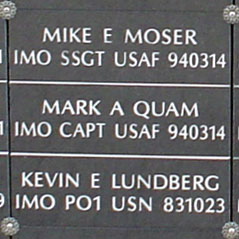 MIKE E MOSER
IMO SSGT USAF 940314
MARK A QUAM
IMO CAPT USAF 940314
KEVIN E LUNDBERG
IMO PO1 USN 831023